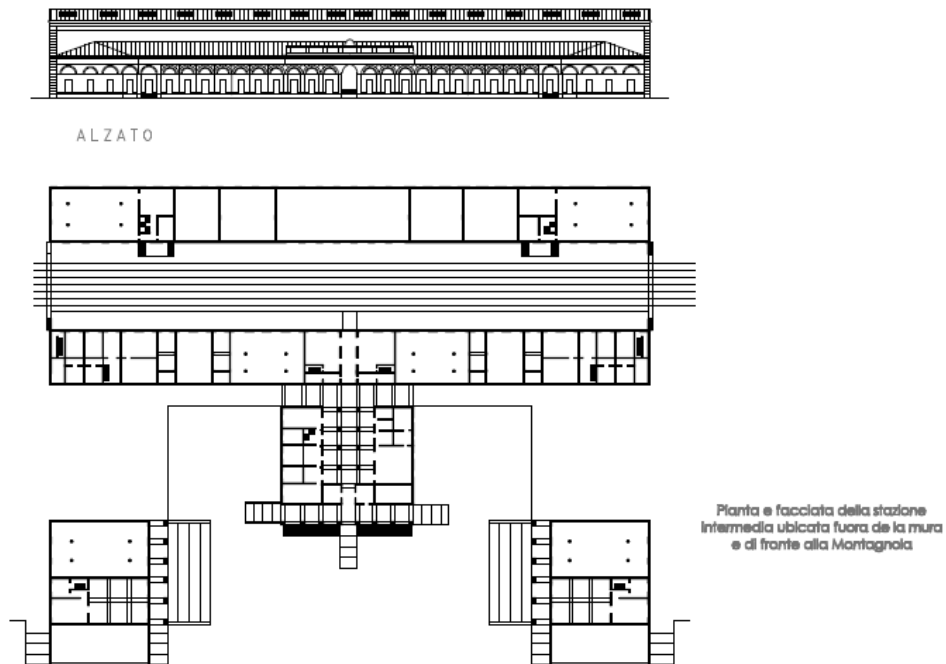 ALZATO
Pianta e facciata della stazione
intermedia ubicata fuora de la mura
e di fronte alla Montagnola